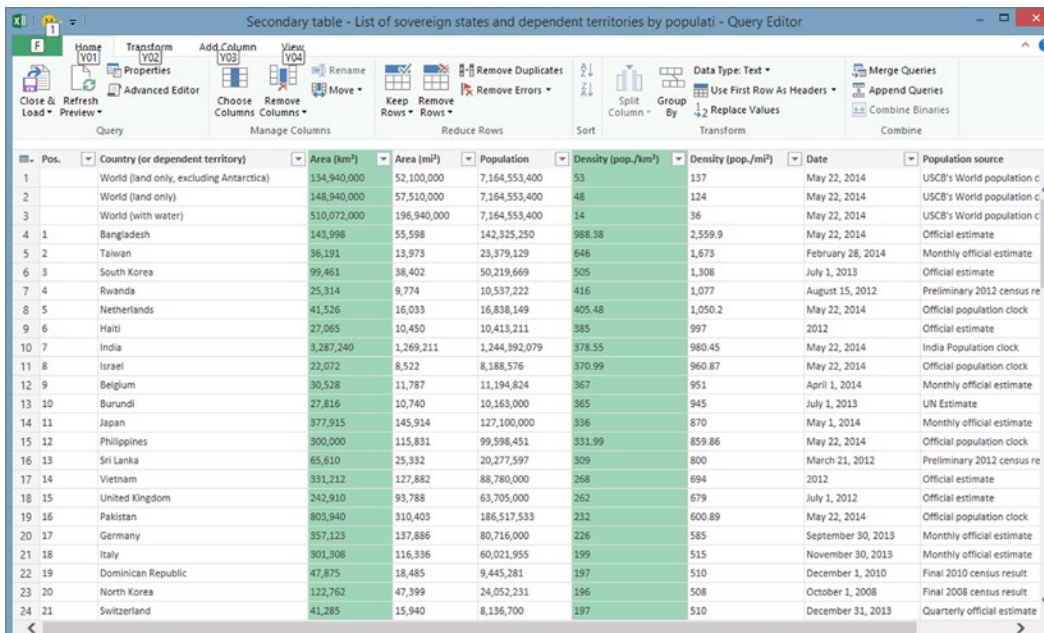 Secondary table - List of sovereign states and dependent territories by populati - Query Editor
1
F Home Transform Add Column View
Y01 Y02 Y03 Y04
Close & Load Refresh Preview Properties Advanced Editor Choose Columns Remove Columns Rename Move Keep Rows Remove Rows Remove Duplicates Remove Errors Split Column Group By Data Type: Text Use First Row As Headers Replace Values Merge Queries Append Queries Combine Binaries
Query Manage Columns Reduce Rows Sort Transform Combine
Pos. Country (or dependent territory) Area (km²) Area (mi²) Population Density (pop./km²) Density (pop./mi²) Date Population source
1 World (land only, excluding Antarctica) 134,940,000 52,100,000 7,164,553,400 53 137 May 22, 2014 USCB's World population c
2 World (land only) 148,940,000 57,510,000 7,164,553,400 48 124 May 22, 2014 USCB's World population c
3 World (with water) 510,072,000 196,940,000 7,164,553,400 14 36 May 22, 2014 USCB's World population c
4 1 Bangladesh 143,998 55,598 142,325,250 988.38 2,559.9 May 22, 2014 Official estimate
5 2 Taiwan 36,191 13,973 23,379,129 646 1,673 February 28, 2014 Monthly official estimate
6 3 South Korea 99,461 38,402 50,219,669 505 1,308 July 1, 2013 Official estimate
7 4 Rwanda 25,314 9,774 10,537,222 416 1,077 August 15, 2012 Preliminary 2012 census re
8 5 Netherlands 41,526 16,033 16,838,149 405.48 1,050.2 May 22, 2014 Official population clock
9 6 Haiti 27,065 10,450 10,413,211 385 997 2012 Official estimate
10 7 India 3,287,240 1,269,211 1,244,392,079 378.55 980.45 May 22, 2014 India Population clock
11 8 Israel 22,072 8,522 8,188,576 370.99 960.87 May 22, 2014 Official population clock
12 9 Belgium 30,528 11,787 11,194,824 367 951 April 1, 2014 Monthly official estimate
13 10 Burundi 27,816 10,740 10,163,000 365 945 July 1, 2013 UN Estimate
14 11 Japan 377,915 145,914 127,100,000 336 870 May 1, 2014 Monthly official estimate
15 12 Philippines 300,000 115,831 99,598,451 331.99 859.86 May 22, 2014 Official population clock
16 13 Sri Lanka 65,610 25,332 20,277,597 309 800 March 21, 2012 Preliminary 2012 census re
17 14 Vietnam 331,212 127,882 88,780,000 268 694 2012 Official estimate
18 15 United Kingdom 242,910 93,788 63,705,000 262 679 July 1, 2012 Official estimate
19 16 Pakistan 803,940 310,403 186,517,533 232 600.89 May 22, 2014 Official population clock
20 17 Germany 357,123 137,886 80,716,000 226 585 September 30, 2013 Monthly official estimate
21 18 Italy 301,308 116,336 60,021,955 199 515 November 30, 2013 Monthly official estimate
22 19 Dominican Republic 47,875 18,485 9,445,281 197 510 December 1, 2010 Final 2010 census result
23 20 North Korea 122,762 47,399 24,052,231 196 508 October 1, 2008 Final 2008 census result
24 21 Switzerland 41,285 15,940 8,136,700 197 510 December 31, 2013 Quarterly official estimate